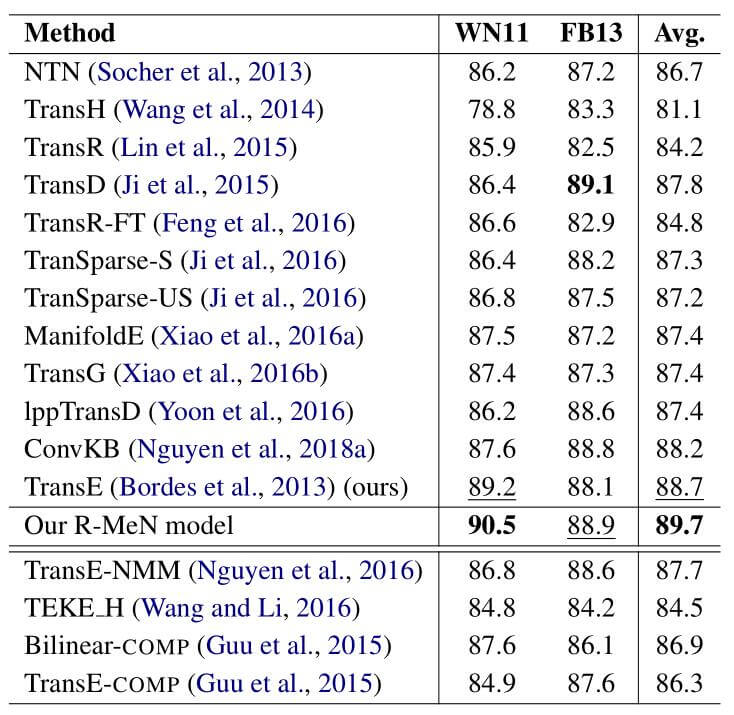 Method WN11 FB13 Avg.
NTN (Socher et al., 2013) 86.2 87.2 86.7
TransH (Wang et al., 2014) 78.8 83.3 81.1
TransR (Lin et al., 2015) 85.9 82.5 84.2
TransD (Ji et al., 2015) 86.4 89.1 87.8
TransR-FT (Feng et al., 2016) 86.6 82.9 84.8
TranSparse-S (Ji et al., 2016) 86.4 88.2 87.3
TranSparse-US (Ji et al., 2016) 86.8 87.5 87.2
ManifoldE (Xiao et al., 2016a) 87.5 87.2 87.4
TransG (Xiao et al., 2016b) 87.4 87.3 87.4
lppTransD (Yoon et al., 2016) 86.2 88.6 87.4
ConvKB (Nguyen et al., 2018a) 87.6 88.8 88.2
TransE (Bordes et al., 2013) (ours) 89.2 88.1 88.7
Our R-MeN model 90.5 88.9 89.7
TransE-NMM (Nguyen et al., 2016) 86.8 88.6 87.7
TEKE_H (Wang and Li, 2016) 84.8 84.2 84.5
Bilinear-COMP (Guu et al., 2015) 87.6 86.1 86.9
TransE-COMP (Guu et al., 2015) 84.9 87.6 86.3